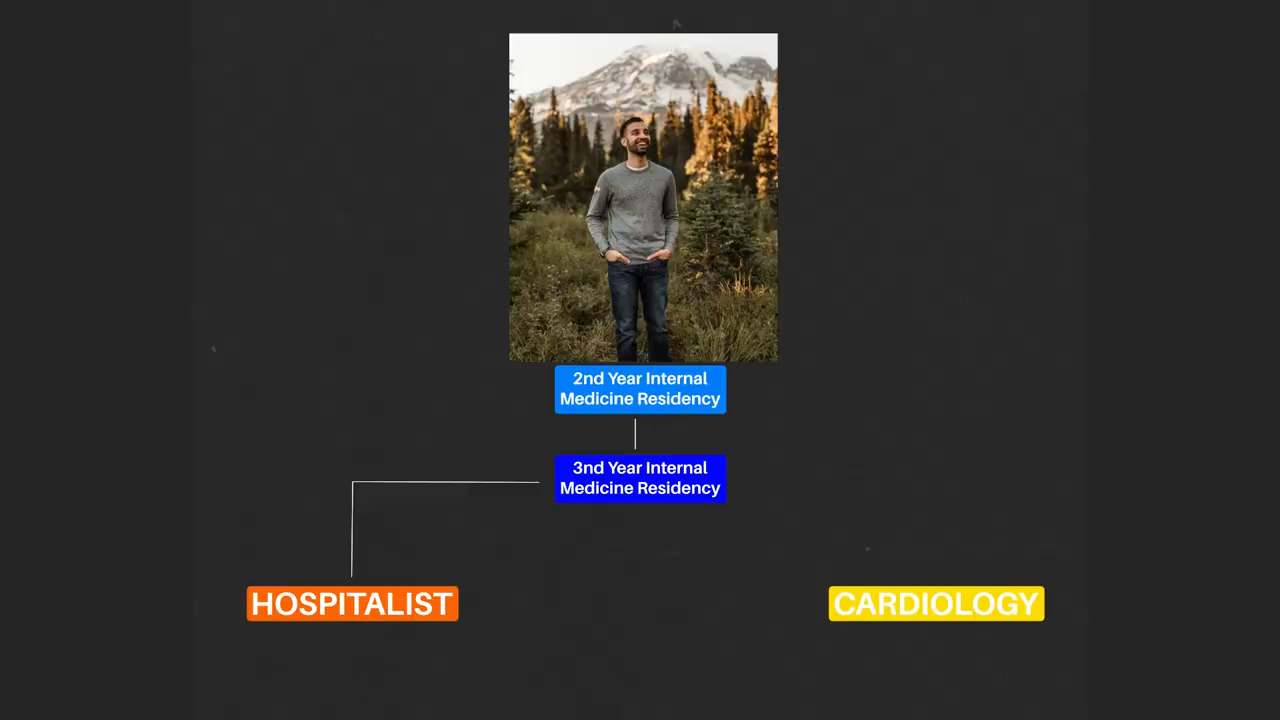 2nd Year Internal
Medicine Residency
3nd Year Internal
Medicine Residency
HOSPITALIST
CARDIOLOGY